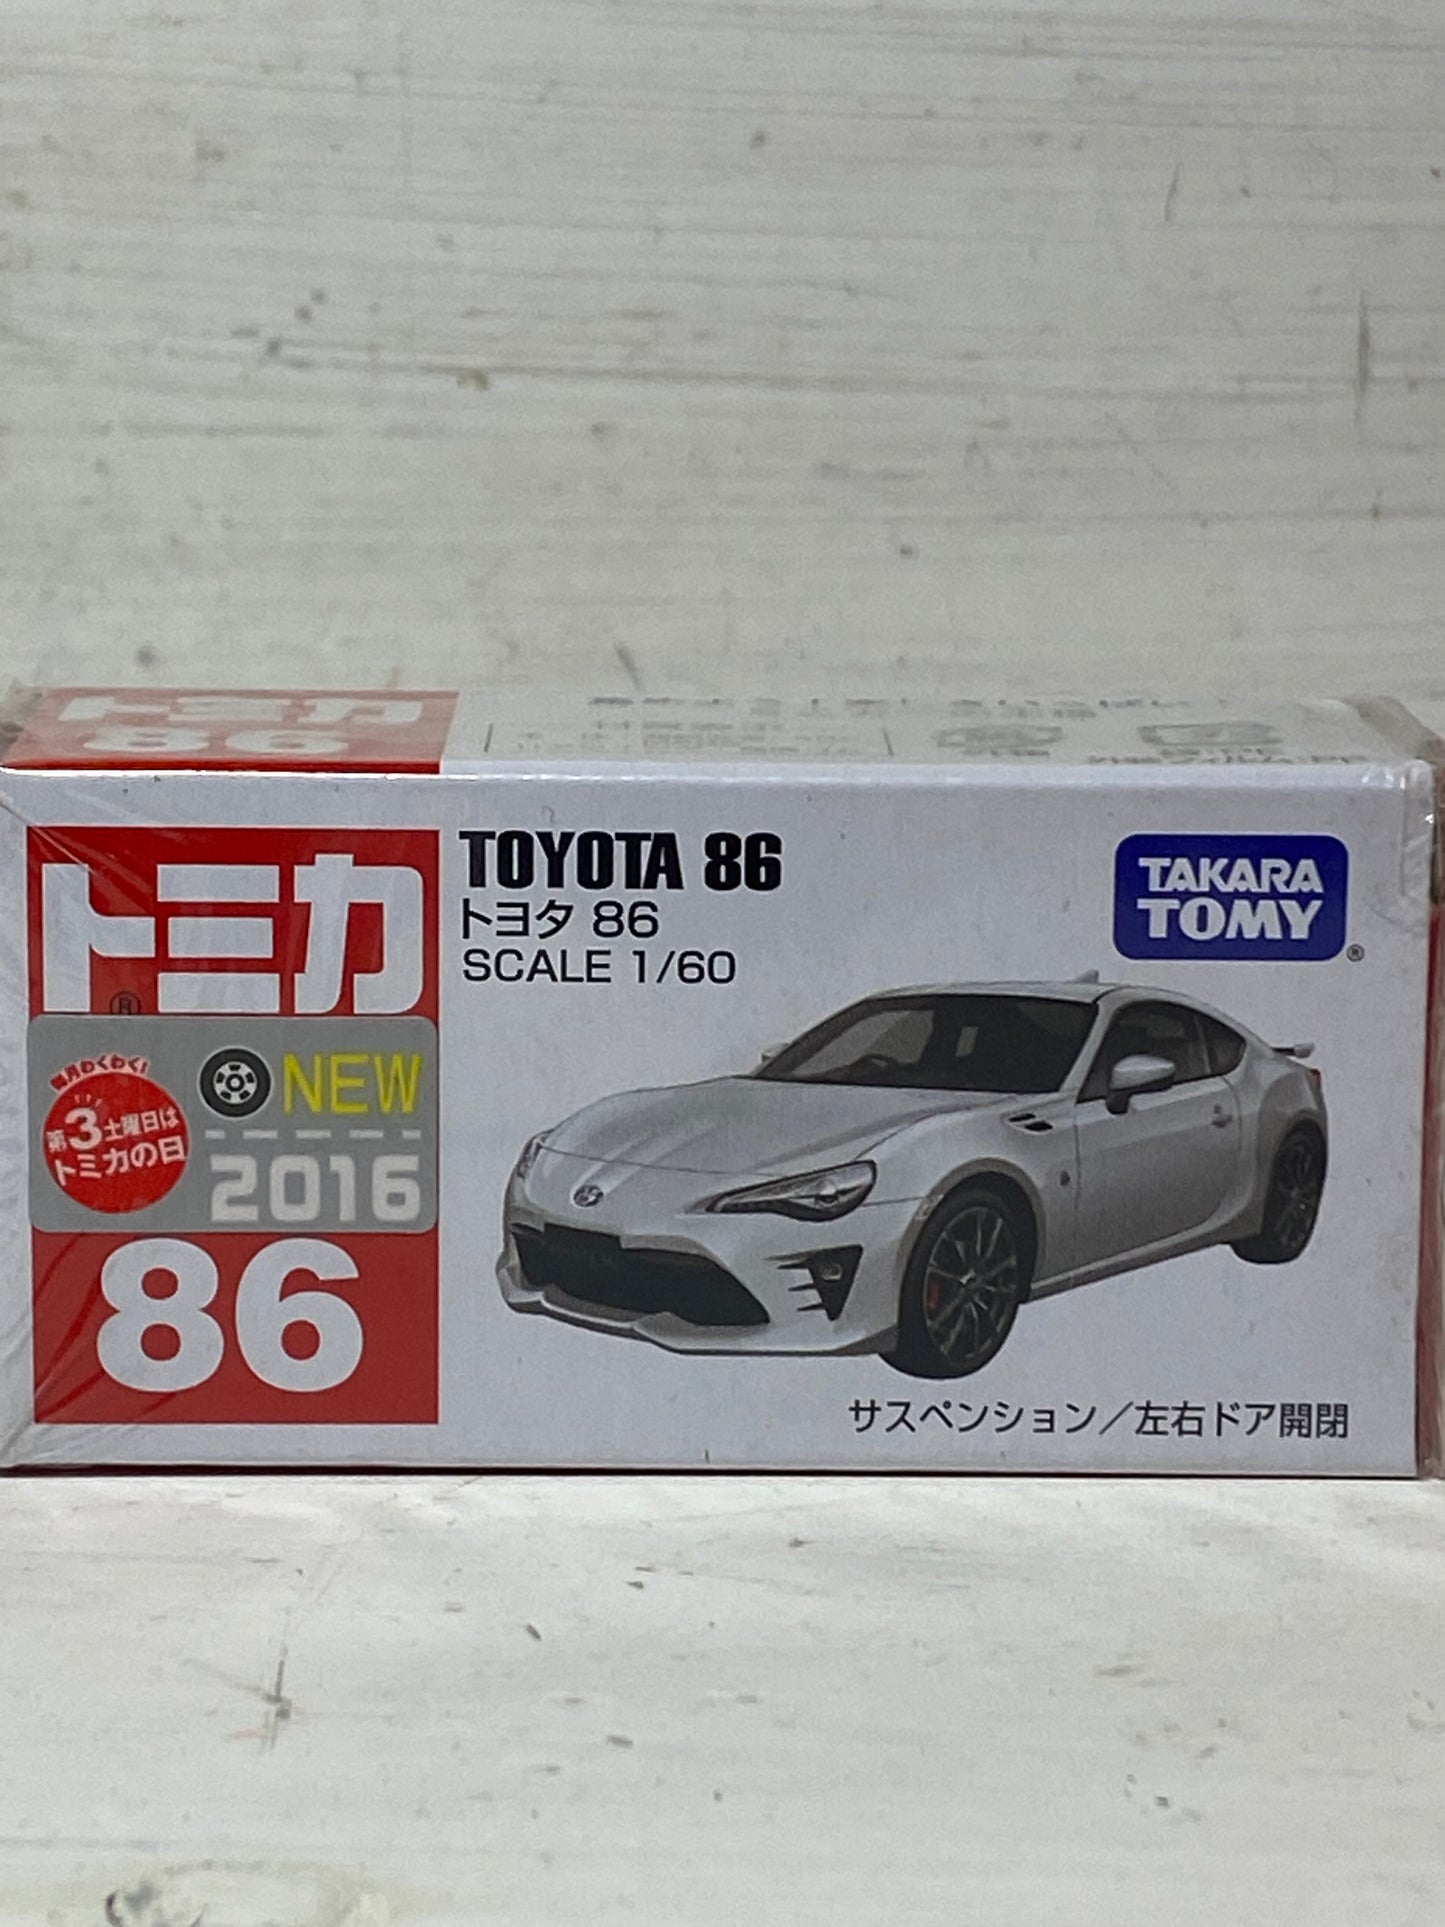 トミカ
86
トミカ
®
TOYOTA 86
トヨタ 86
SCALE 1/60
TAKARA
TOMY
®
毎月わくわく!
第3土曜日は
トミカの日
NEW
2016
86
サスペンション/左右ドア開閉